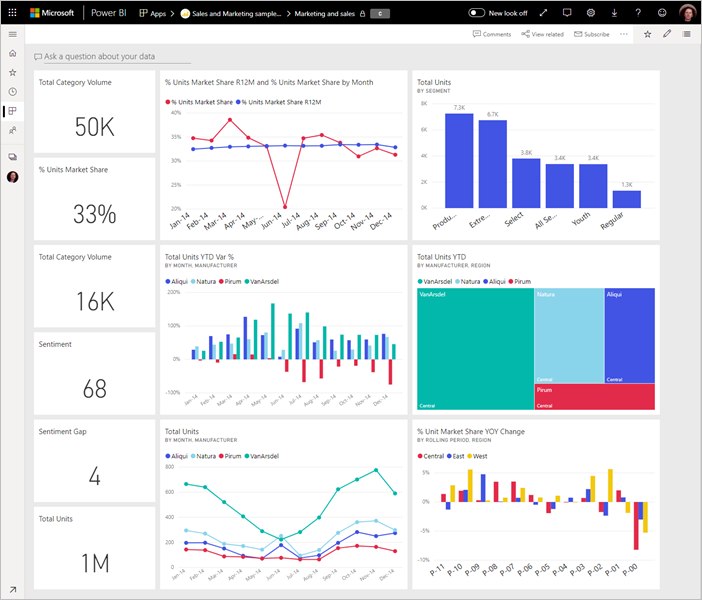 Microsoft Power BI Apps > Sales and Marketing sample... > Marketing and sales C New look off ?
Comments View related Subscribe ...
Ask a question about your data
Total Category Volume
50K
% Units Market Share
33%
Total Category Volume
16K
Sentiment
68
Sentiment Gap
4
Total Units
1M
% Units Market Share R12M and % Units Market Share by Month
% Units Market Share % Units Market Share R12M
40%
35%
30%
25%
20%
Jan-14 Feb-14 Mar-14 Apr-14 May-... Jun-14 Jul-14 Aug-14 Sep-14 Oct-14 Nov-14 Dec-14
Total Units
BY SEGMENT
8K
6K
4K
2K
0K
7.3K 6.7K 3.8K 3.4K 3.4K 1.3K
Produ... Extre... Select All Se... Youth Regular
Total Units YTD Var %
BY MONTH, MANUFACTURER
Aliqui Natura Pirum VanArsdel
200%
100%
0%
-100%
Jan-14 Feb-14 Mar-14 Apr-14 May-14 Jun-14 Jul-14 Aug-14 Sep-14 Oct-14 Nov-14 Dec-14
Total Units YTD
BY MANUFACTURER, REGION
VanArsdel Natura Aliqui Pirum
VanArsdel Natura Aliqui
Central Central
Pirum
Central Central
Total Units
BY MONTH, MANUFACTURER
Aliqui Natura Pirum VanArsdel
800
600
400
200
0
Jan-14 Feb-14 Mar-14 Apr-14 May-14 Jun-14 Jul-14 Aug-14 Sep-14 Oct-14 Nov-14 Dec-14
% Unit Market Share YOY Change
BY ROLLING PERIOD, REGION
Central East West
5%
0%
-5%
-10%
P-11 P-10 P-09 P-08 P-07 P-06 P-05 P-04 P-03 P-02 P-01 P-00